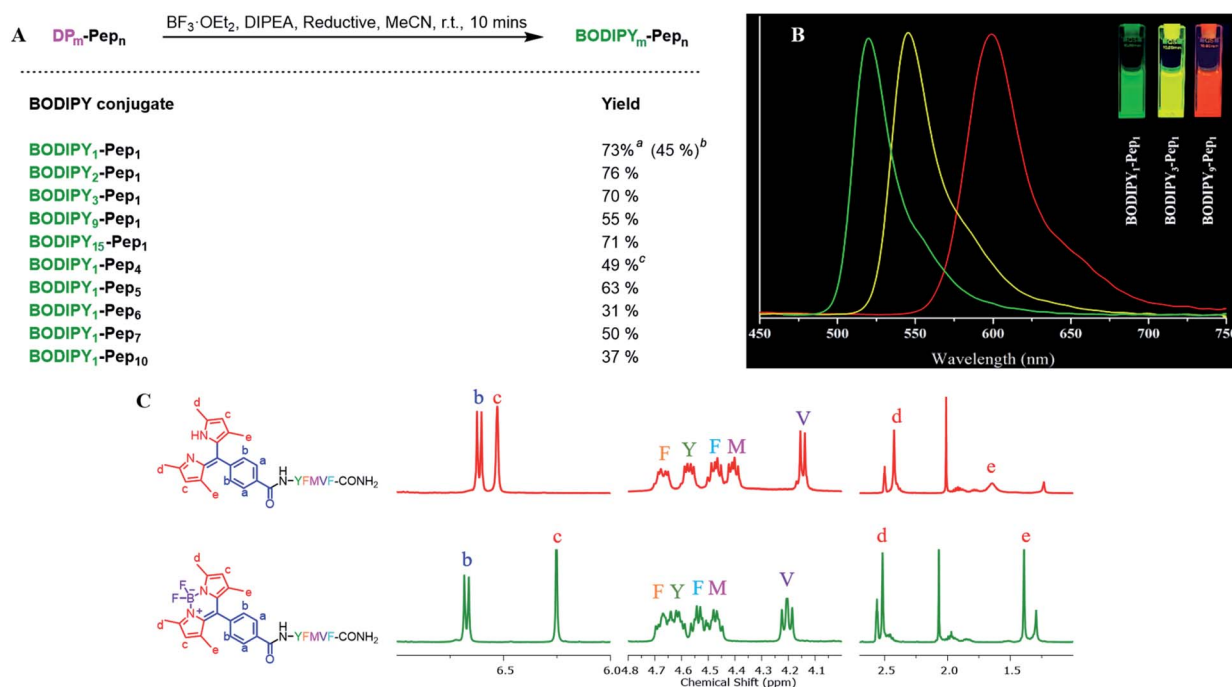 A
DPm-Pepn
BF3·OEt2, DIPEA, Reductive, MeCN, r.t., 10 mins
BODIPYm-Pepn
BODIPY conjugate Yield
BODIPY1-Pep1 73%a (45 %)b
BODIPY2-Pep1 76 %
BODIPY3-Pep1 70 %
BODIPY9-Pep1 55 %
BODIPY15-Pep1 71 %
BODIPY1-Pep4 49 %c
BODIPY1-Pep5 63 %
BODIPY1-Pep6 31 %
BODIPY1-Pep7 50 %
BODIPY1-Pep10 37 %
B
BODIPY1-Pep1
BODIPY3-Pep1
BODIPY9-Pep1
450 500 550 600 650 700 750
Wavelength (nm)
C
d
c
e
NH
N
d
c
e
b
a
b
a
O
H
N-YFMVF-CONH2
b c
F Y F M V
d e
d
c
e
F
F
B-
N
N+
d
c
e
b
a
b
a
O
H
N-YFMVF-CONH2
b c
F Y F M V
d e
6.5 6.0
4.8 4.7 4.6 4.5 4.4 4.3 4.2 4.1
2.5 2.0 1.5
Chemical Shift (ppm)